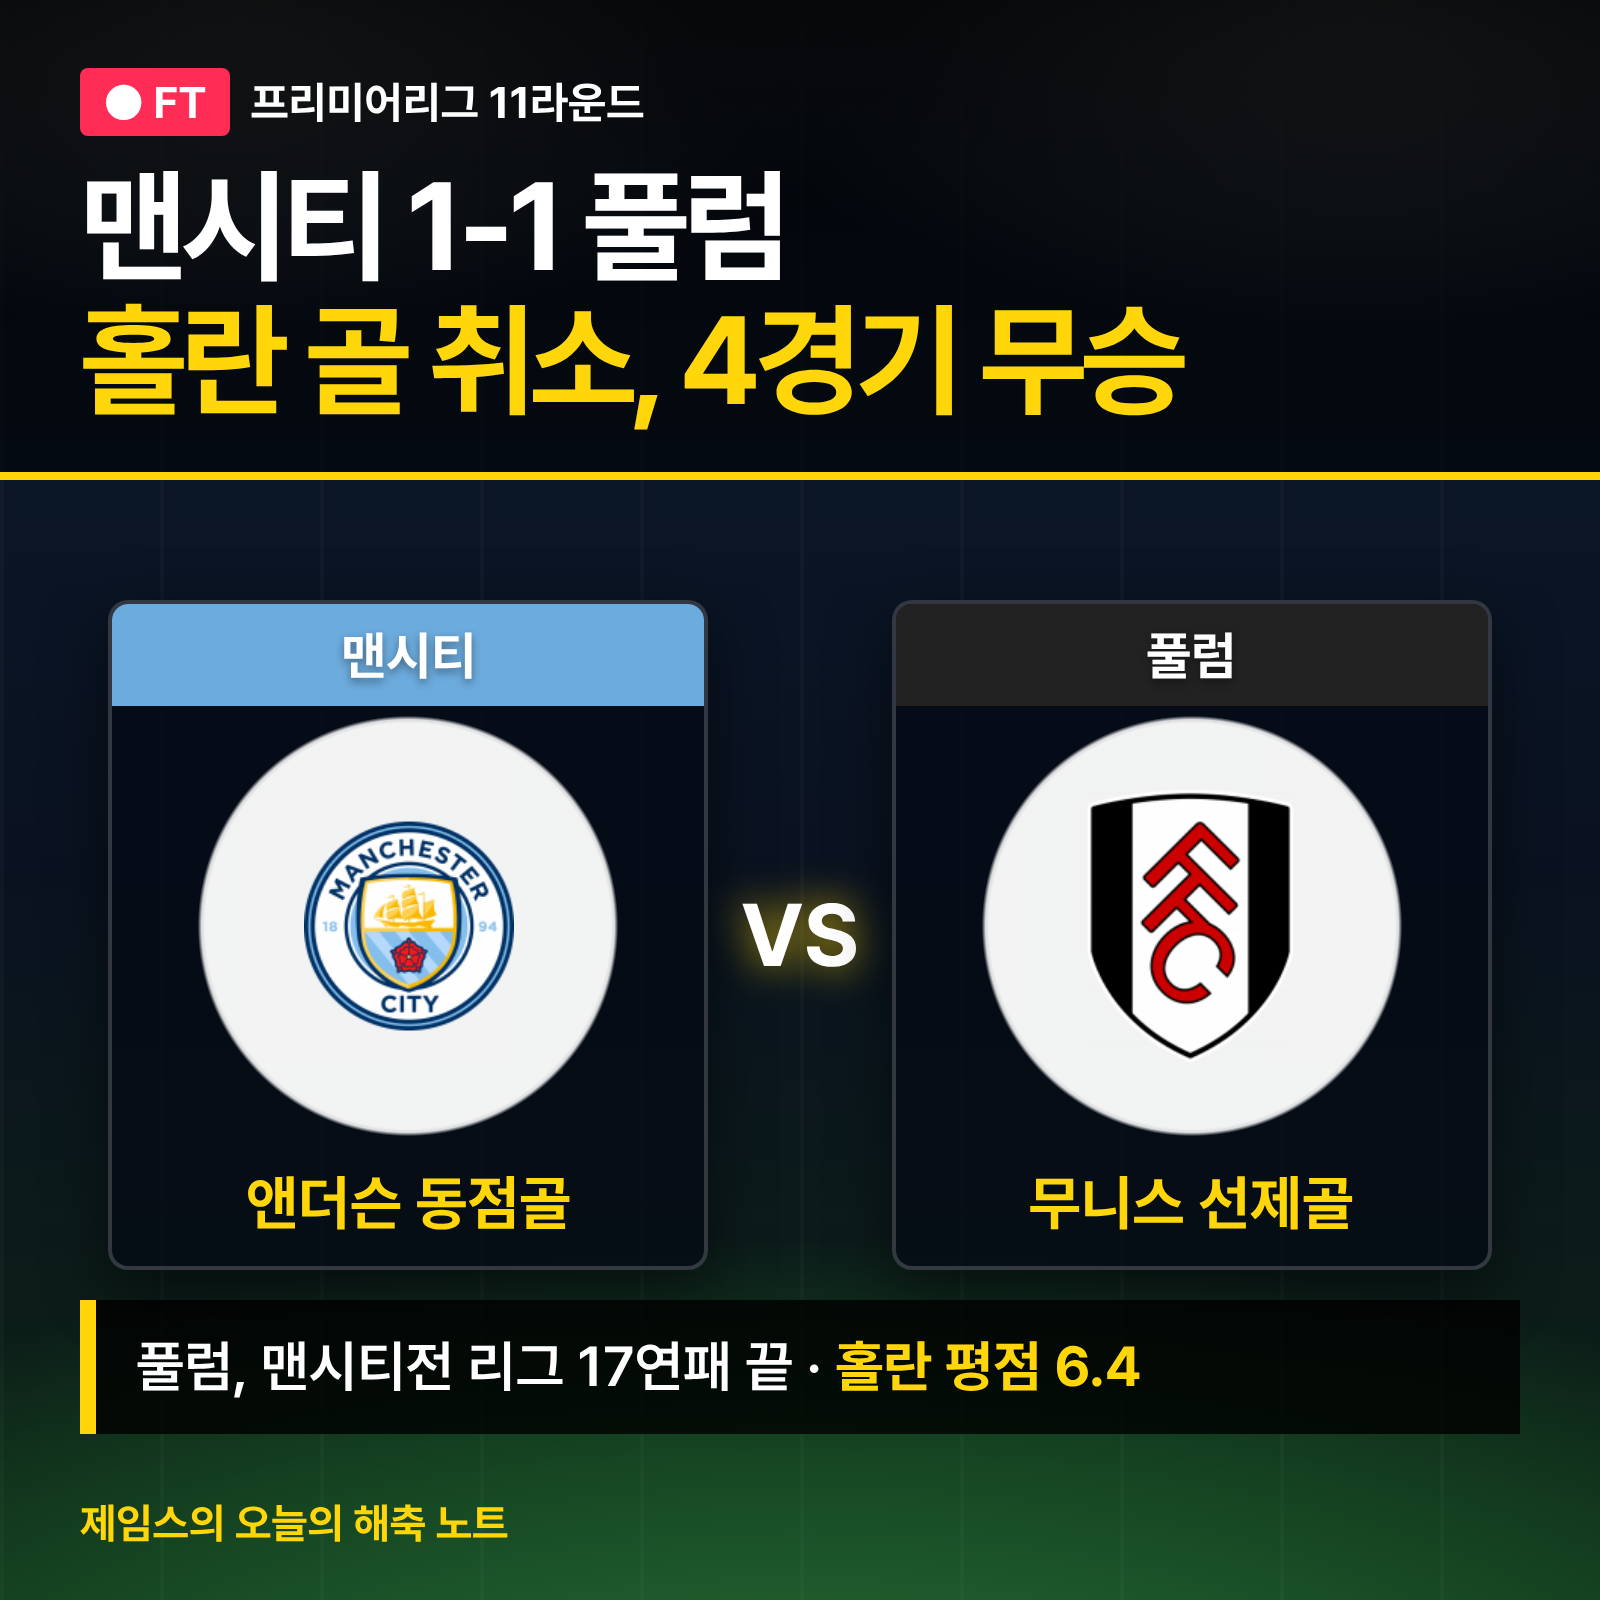 FT 프리미어리그 11라운드
맨시티 1-1 풀럼
홀란 골 취소, 4경기 무승
맨시티
MANCHESTER
18 94
CITY
앤더슨 동점골
VS
풀럼
FFC
무니스 선제골
풀럼, 맨시티전 리그 17연패 끝 · 홀란 평점 6.4
제임스의 오늘의 해축 노트